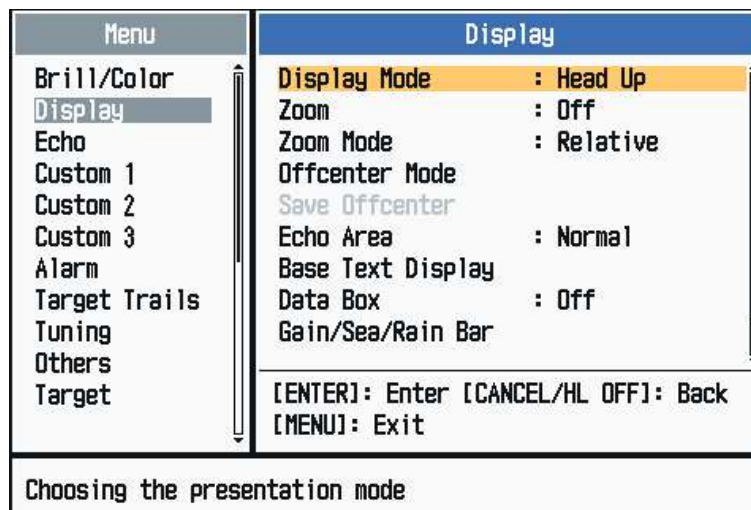 Menu
Brill/Color
Display
Echo
Custom 1
Custom 2
Custom 3
Alarm
Target Trails
Tuning
Others
Target
Display
Display Mode : Head Up
Zoom : Off
Zoom Mode : Relative
Offcenter Mode
Save Offcenter
Echo Area : Normal
Base Text Display
Data Box : Off
Gain/Sea/Rain Bar
[ENTER]: Enter [CANCEL/HL OFF]: Back
[MENU]: Exit
Choosing the presentation mode